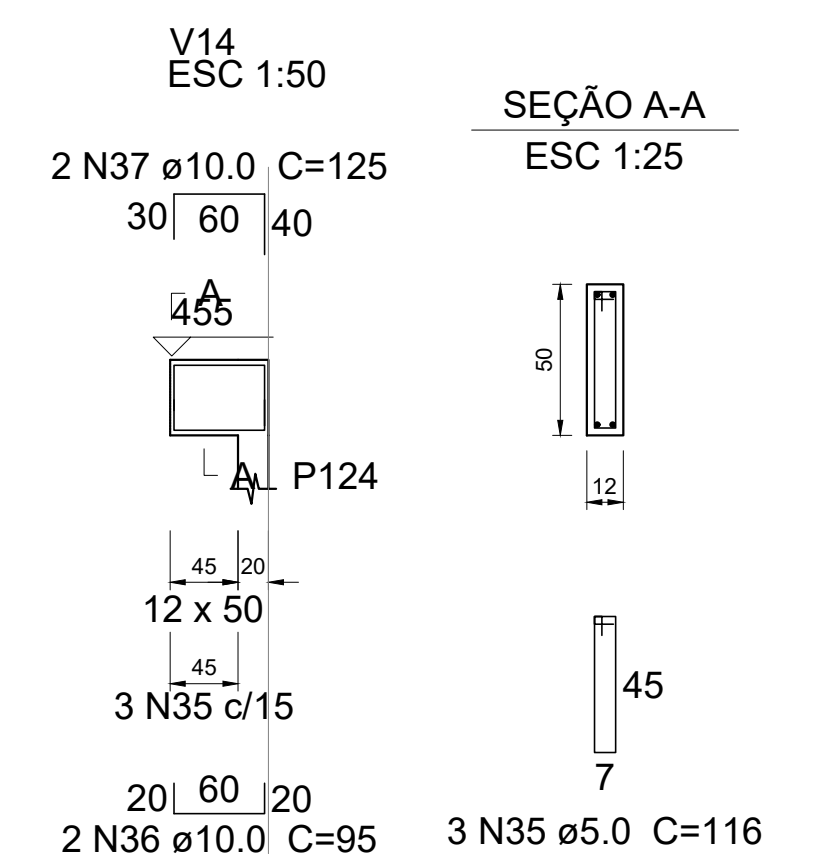 V14
ESC 1:50
SEÇÃO A-A
ESC 1:25
2 N37 ø10.0 C=125
30 60 40
A
455
50
A P124
12
45 20
12 x 50
45
3 N35 c/15
45
7
20 60 20
2 N36 ø10.0 C=95
3 N35 ø5.0 C=116